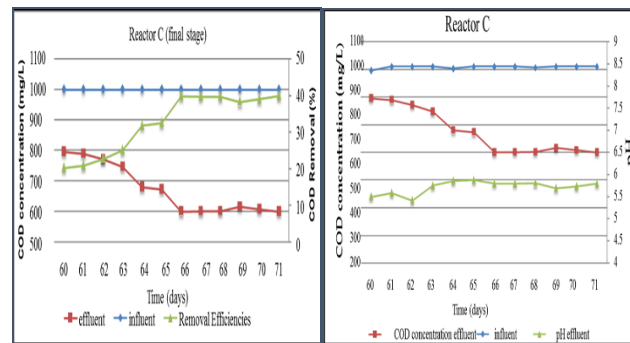 Reactor C (final stage)
COD concentration (mg/L)
1100
1000
900
800
700
600
500
50
40
30
20
10
0
COD Removal (%)
60 61 62 63 64 65 66 67 68 69 70 71
Time (days)
effluent influent Removal Efficiencies
Reactor C
COD concentration (mg/L)
1100
1000
900
800
700
600
500
400
300
200
9
8.5
8
7.5
7
6.5
6
5.5
5
4.5
4
pH
60 61 62 63 64 65 66 67 68 69 70 71
Time (days)
COD concentration effluent influent pH effluent